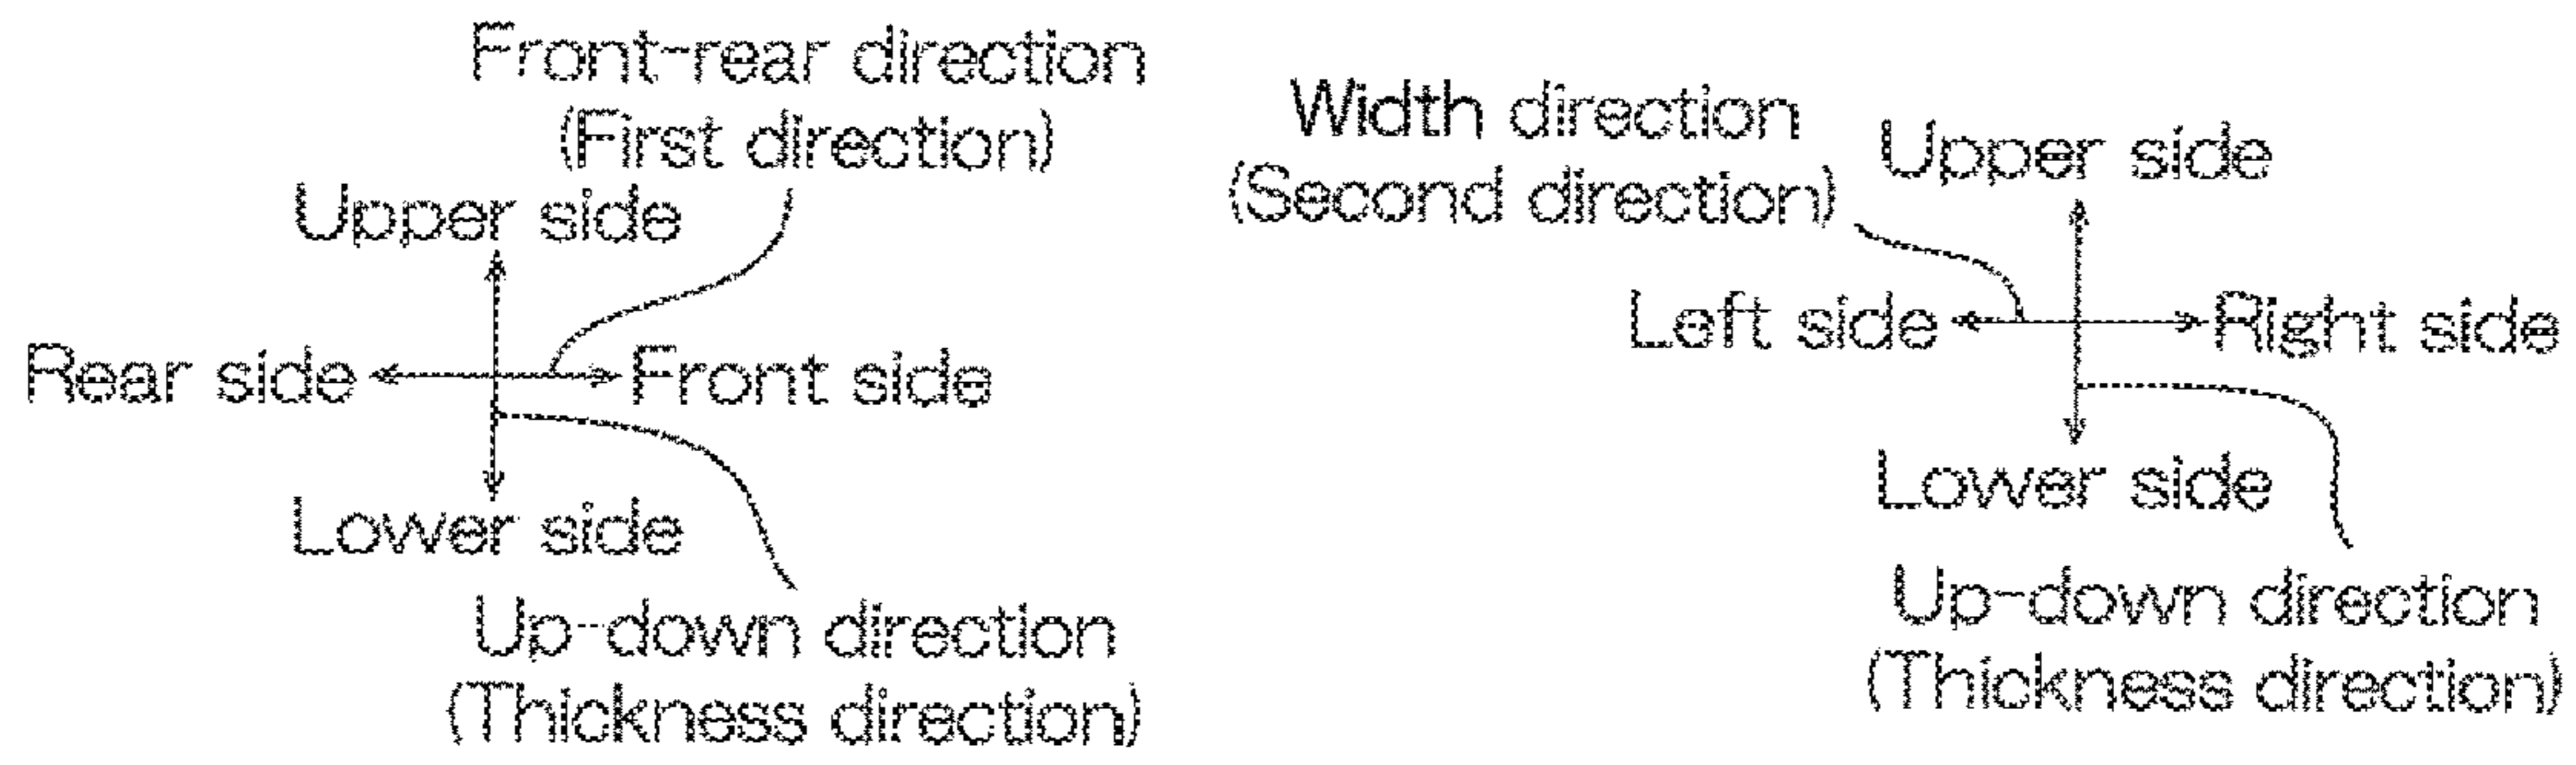 Front-rear direction
(First direction)
Upper side
Rear side
Front side
Lower side
Up-down direction
(Thickness direction)
Width direction
(Second direction)
Upper side
Left side
Right side
Lower side
Up-down direction
(Thickness direction)